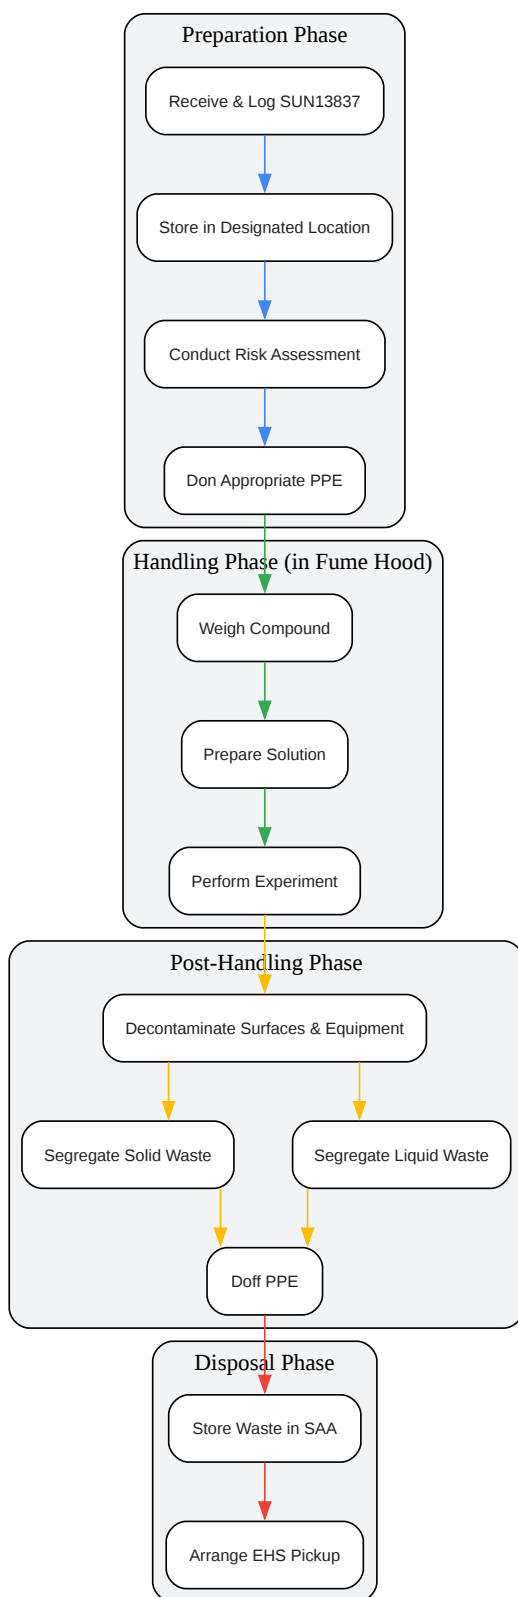 Preparation Phase
Receive & Log SUN13837
Store in Designated Location
Conduct Risk Assessment
Don Appropriate PPE
Handling Phase (in Fume Hood)
Weigh Compound
Prepare Solution
Perform Experiment
Post-Handling Phase
Decontaminate Surfaces & Equipment
Segregate Solid Waste
Segregate Liquid Waste
Doff PPE
Disposal Phase
Store Waste in SAA
Arrange EHS Pickup